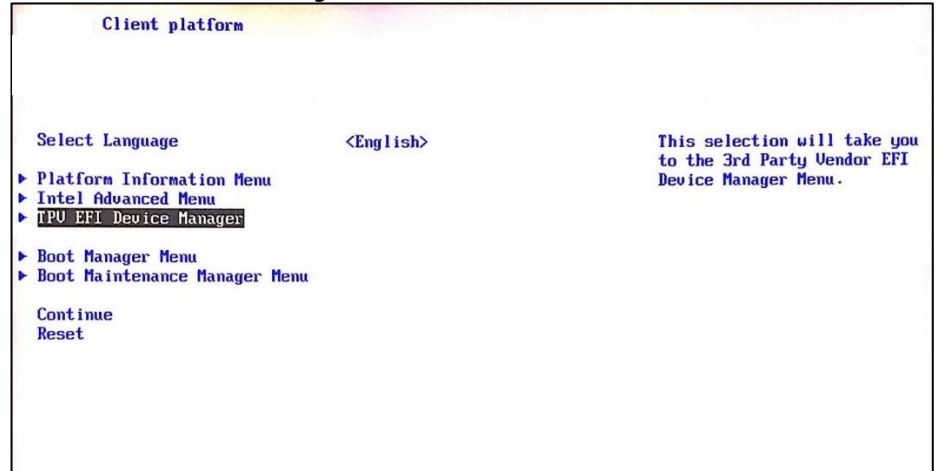 Client platform
Select Language <English> This selection will take you
to the 3rd Party Vendor EFI
▶ Platform Information Menu Device Manager Menu.
▶ Intel Advanced Menu
▶ TPV EFI Device Manager
▶ Boot Manager Menu
▶ Boot Maintenance Manager Menu
Continue
Reset